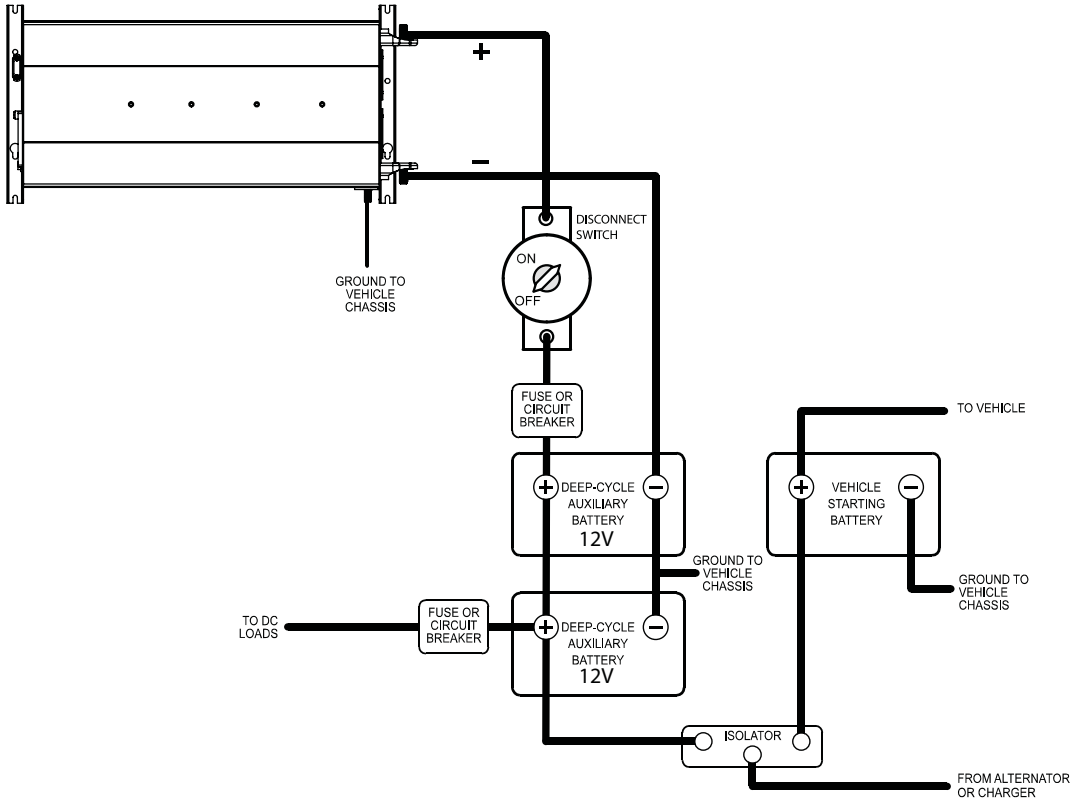 +
−
DISCONNECT
SWITCH
ON
OFF
GROUND TO
VEHICLE
CHASSIS
FUSE OR
CIRCUIT
BREAKER
TO VEHICLE
+
DEEP-CYCLE
AUXILIARY
BATTERY
12V
−
+
VEHICLE
STARTING
BATTERY
−
GROUND TO
VEHICLE
CHASSIS
GROUND TO
VEHICLE
CHASSIS
TO DC
LOADS
FUSE OR
CIRCUIT
BREAKER
+
DEEP-CYCLE
AUXILIARY
BATTERY
12V
−
ISOLATOR
FROM ALTERNATOR
OR CHARGER